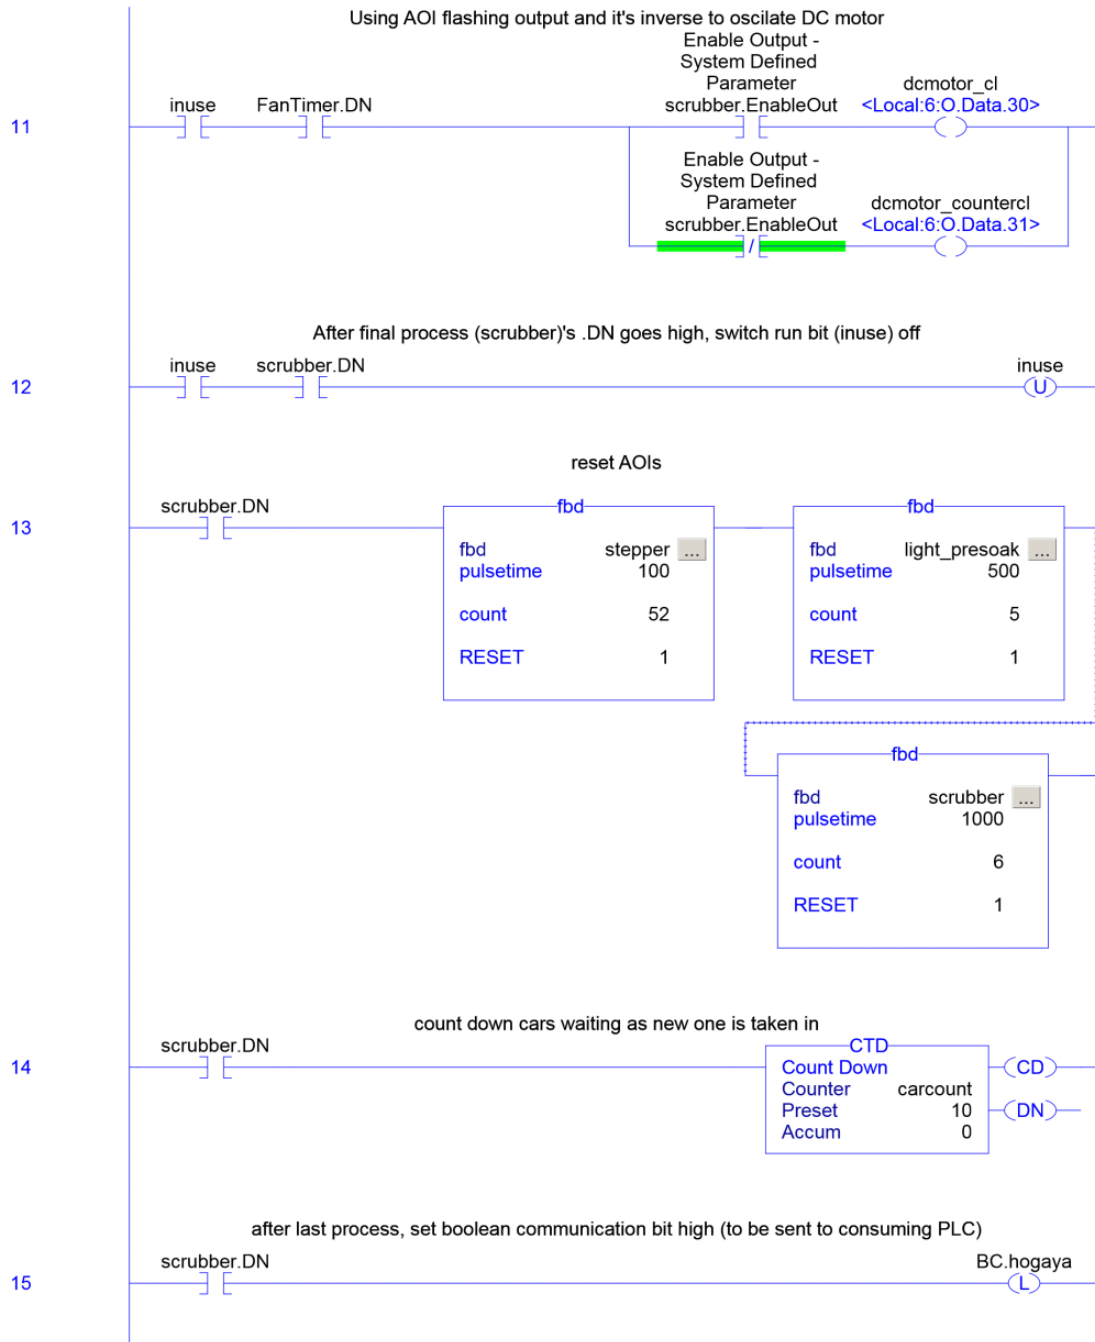 Using AOI flashing output and it's inverse to oscilate DC motor
Enable Output -
System Defined
Parameter
scrubber.EnableOut
dcmotor_cl
<Local:6:O.Data.30>
inuse
FanTimer.DN
11
Enable Output -
System Defined
Parameter
scrubber.EnableOut
dcmotor_countercl
<Local:6:O.Data.31>
/
After final process (scrubber)'s .DN goes high, switch run bit (inuse) off
inuse
scrubber.DN
inuse
12
U
reset AOIs
scrubber.DN
13
fbd
fbd stepper ...
pulsetime 100
count 52
RESET 1
fbd
fbd light_presoak ...
pulsetime 500
count 5
RESET 1
fbd
fbd scrubber ...
pulsetime 1000
count 6
RESET 1
count down cars waiting as new one is taken in
scrubber.DN
14
CTD
Count Down
Counter carcount
Preset 10
Accum 0
CD
DN
after last process, set boolean communication bit high (to be sent to consuming PLC)
scrubber.DN
BC.hogaya
15
L